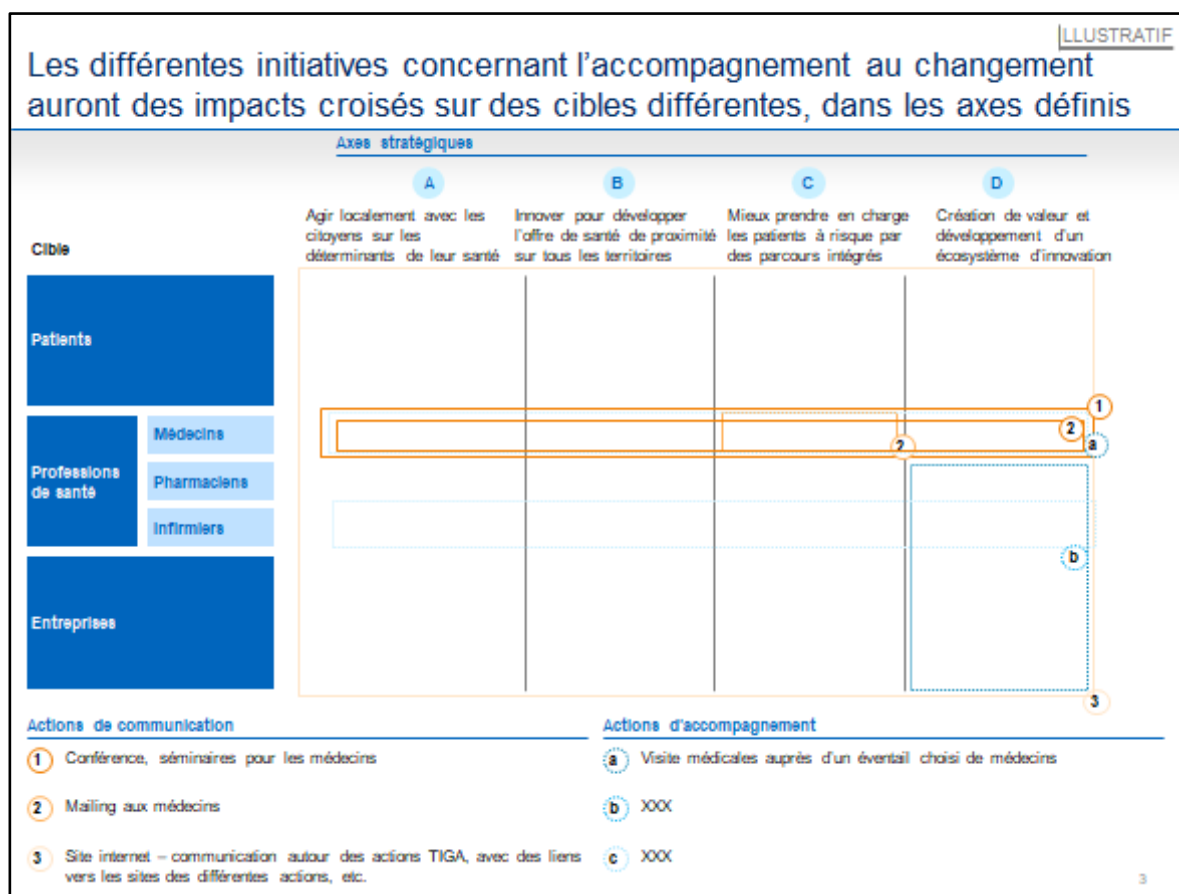 LLUSTRATIF
Les différentes initiatives concernant l'accompagnement au changement
auront des impacts croisés sur des cibles différentes, dans les axes définis
Axes stratégiques
A
B
C
D
Agir localement avec les
citoyens sur les
déterminants de leur santé
Innover pour développer
l'offre de santé de proximité
sur tous les territoires
Mieux prendre en charge
les patients à risque par
des parcours intégrés
Création de valeur et
développement d'un
écosystème d'innovation
Cible
Patients
Professions
de santé
Médecins
Pharmaciens
Infirmiers
Entreprises
1
2
2
a
b
3
Actions de communication
1 Conférence, séminaires pour les médecins
2 Mailing aux médecins
3 Site internet – communication autour des actions TIGA, avec des liens
vers les sites des différentes actions, etc.
Actions d'accompagnement
a Visite médicales auprès d'un éventail choisi de médecins
b XXX
c XXX
3